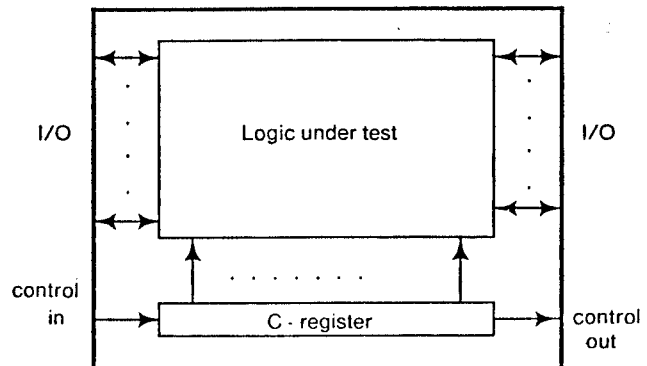 I/O
Logic under test
I/O
control
in
C - register
control
out